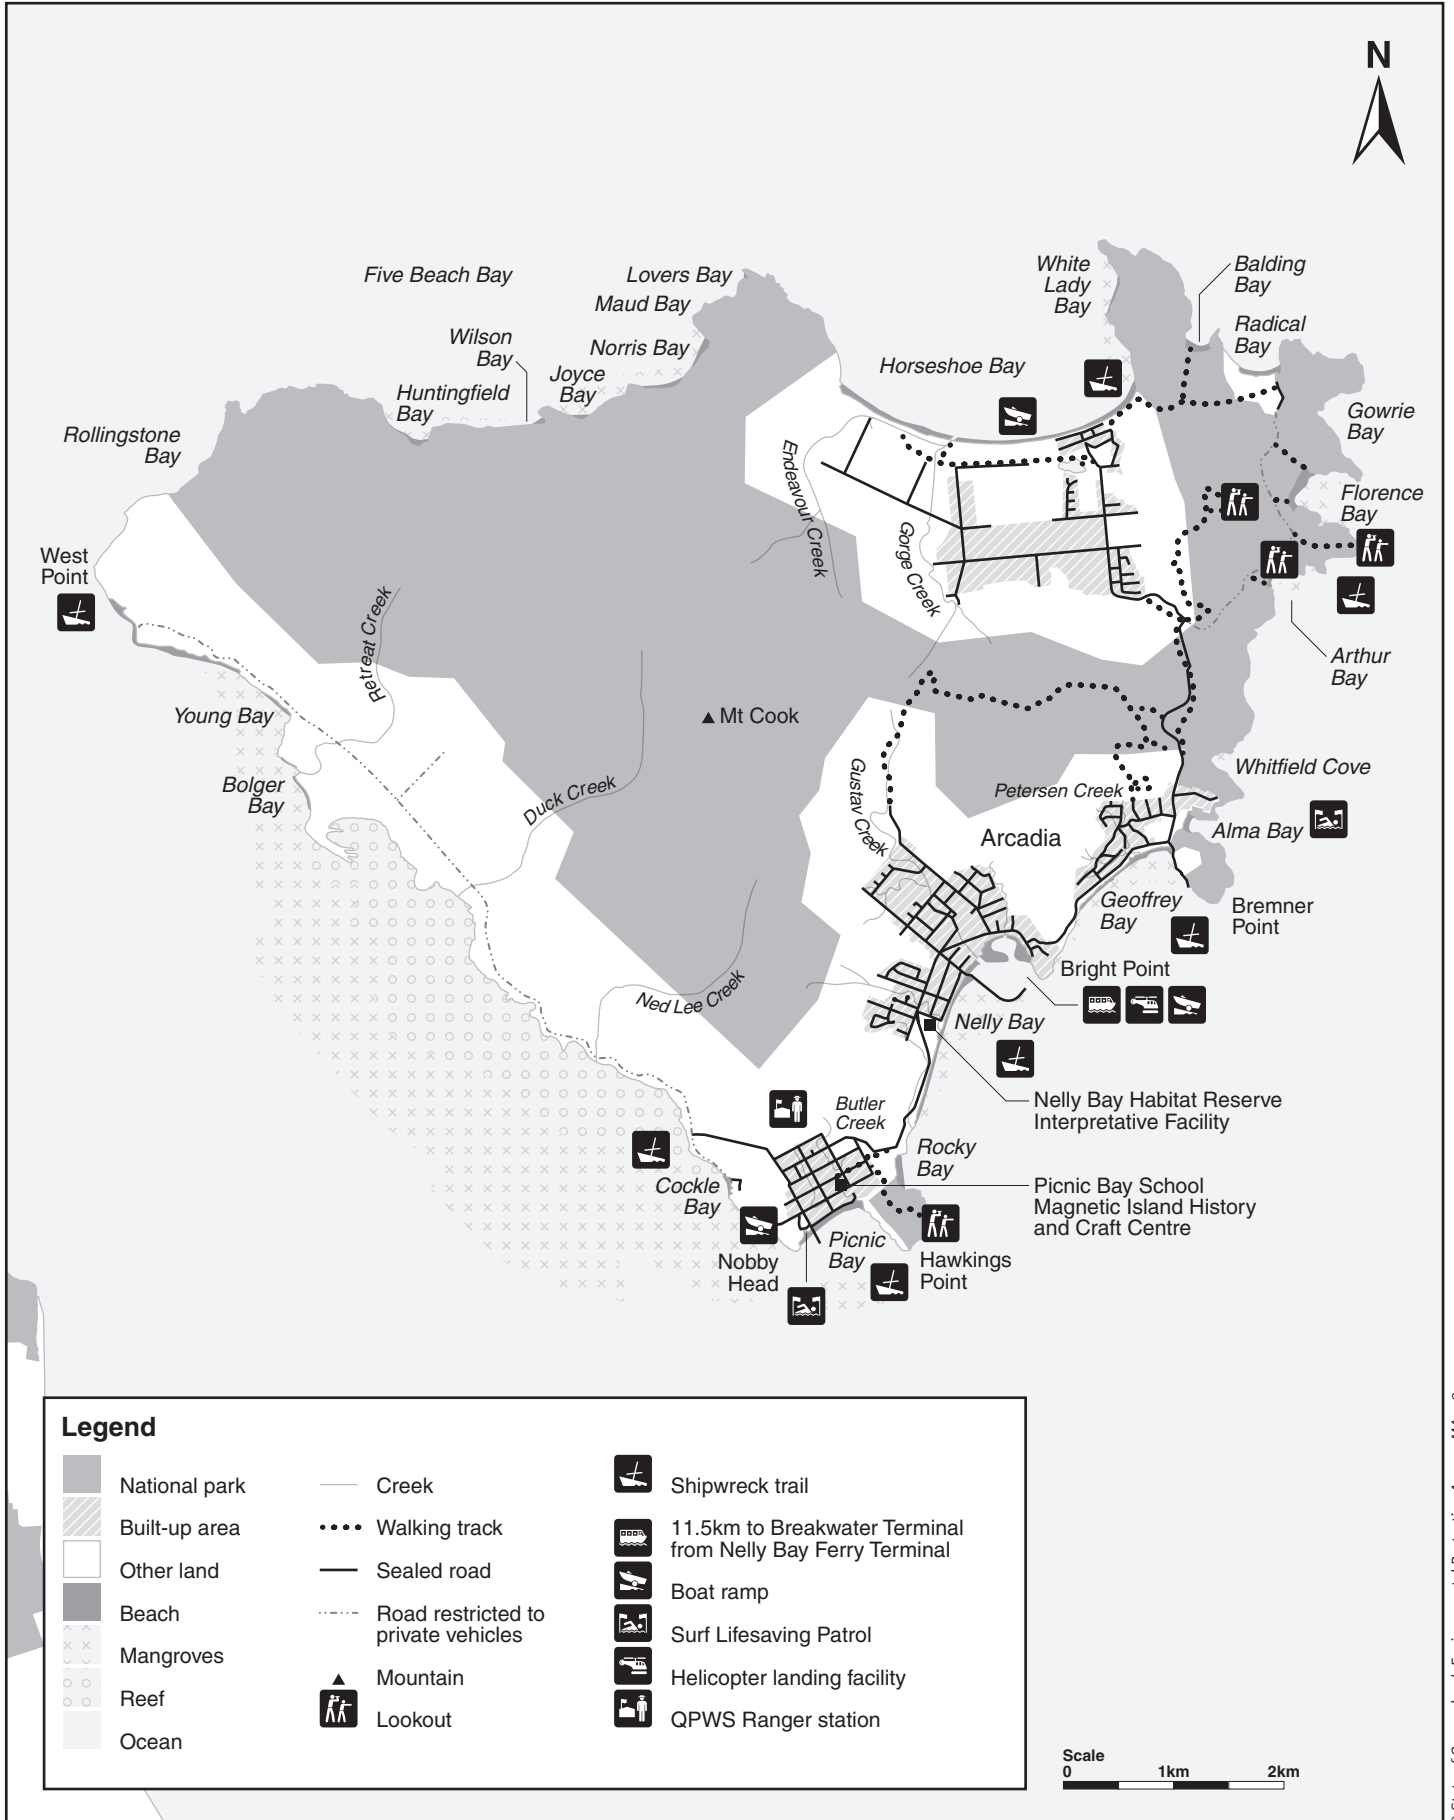 N
White
Lady
Bay
Balding
Bay
Five Beach Bay
Lovers Bay
Maud Bay
Radical
Bay
Wilson
Bay
Norris Bay
Horseshoe Bay
Joyce
Bay
Huntingfield
Bay
Gowrie
Bay
Rollingstone
Bay
Endeavour Creek
Florence
Bay
Gorge Creek
West
Point
Retreat Creek
Arthur
Bay
Young Bay
Mt Cook
Whitfield Cove
Bolger
Bay
Duck Creek
Gustav Creek
Petersen Creek
Arcadia
Alma Bay
Geoffrey
Bay
Bremner
Point
Bright Point
Ned Lee Creek
Nelly Bay
Nelly Bay Habitat Reserve
Interpretative Facility
Butler
Creek
Rocky
Bay
Cockle
Bay
Picnic Bay School
Magnetic Island History
and Craft Centre
Picnic
Bay
Nobby
Head
Hawkings
Point
Legend
National park
Built-up area
Other land
Beach
Mangroves
Reef
Ocean
Creek
Walking track
Sealed road
Road restricted to
private vehicles
Mountain
Lookout
Shipwreck trail
11.5km to Breakwater Terminal
from Nelly Bay Ferry Terminal
Boat ramp
Surf Lifesaving Patrol
Helicopter landing facility
QPWS Ranger station
Scale
0 1km 2km